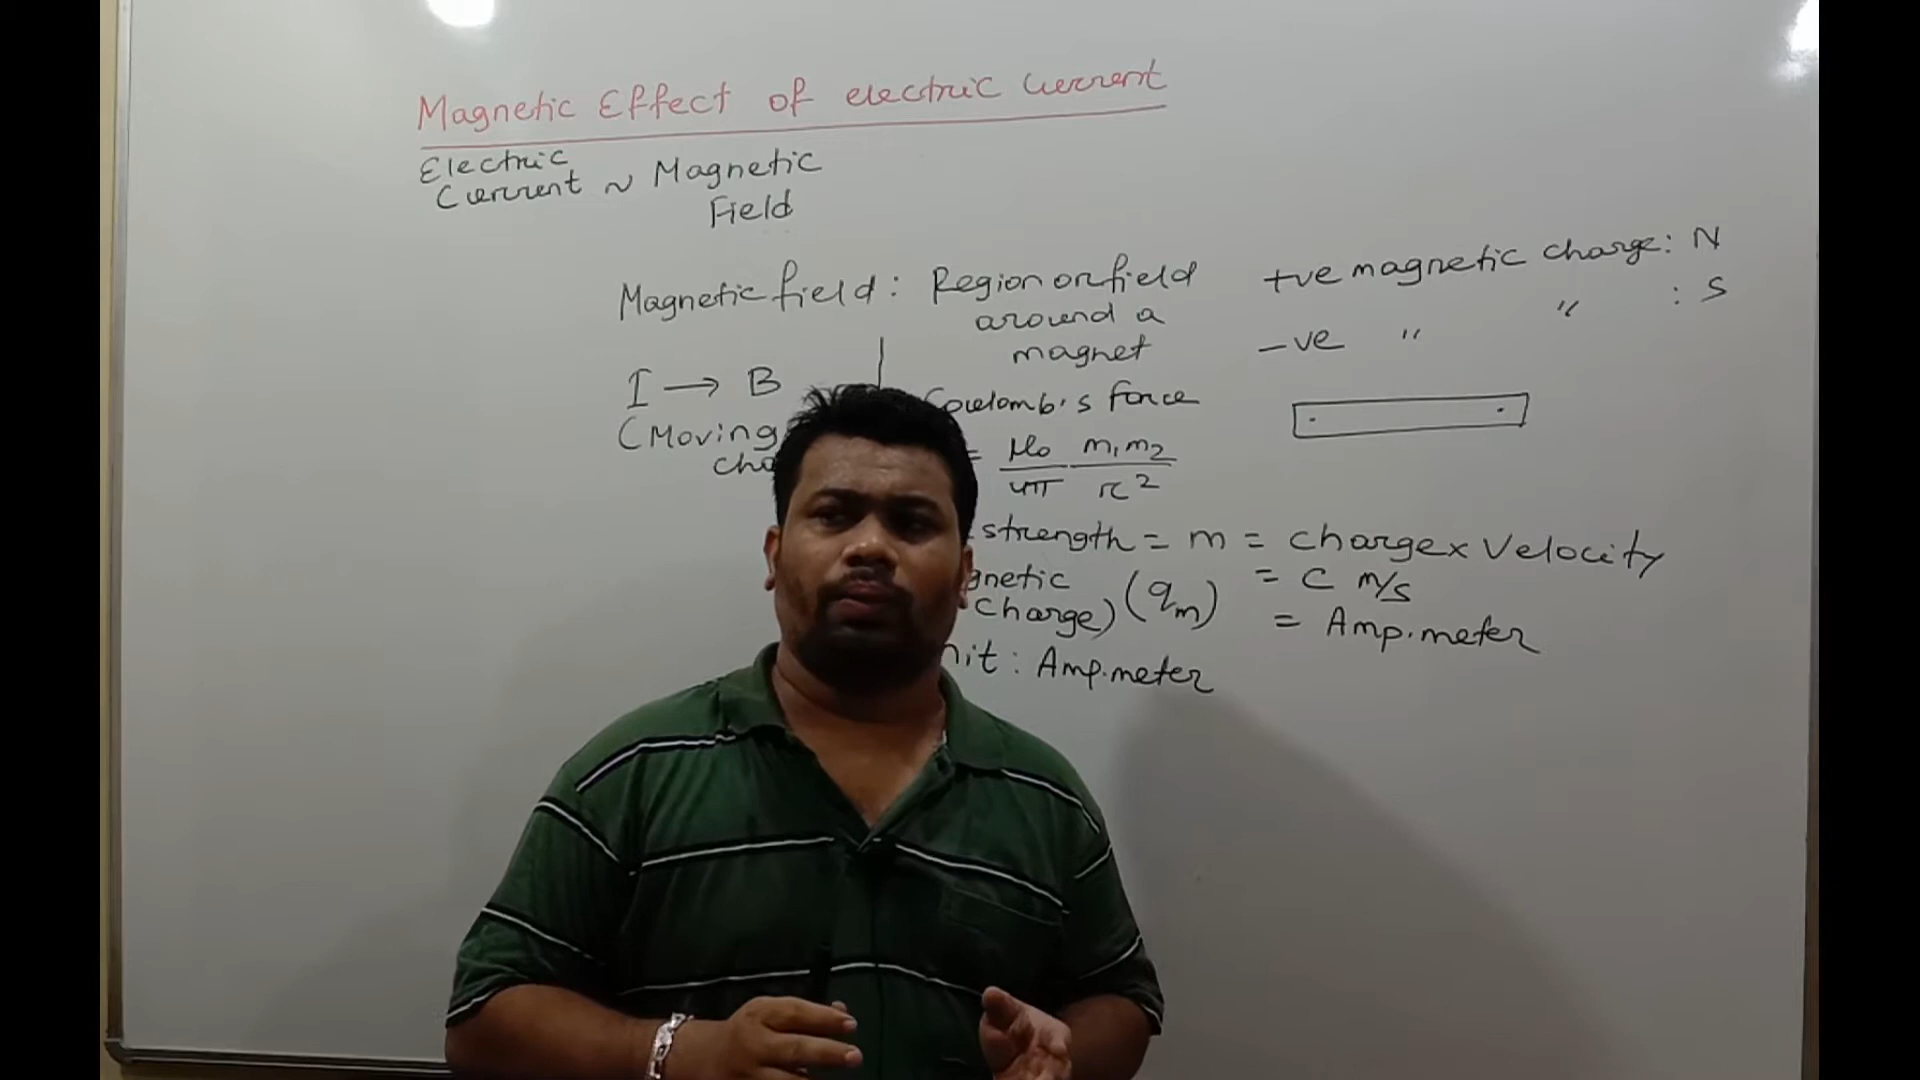 Magnetic Effect of electric current
Electric
Current ~ Magnetic
Field
Magnetic field : Region or field
around a
magnet
+ve magnetic charge : N
-ve " " : S
I → B
(Moving
Coulomb's force
= μ₀/4π m₁m₂/r²
strength = m = charge x Velocity
= C m/s
charge) (qm)
= Amp.meter
: Amp.meter